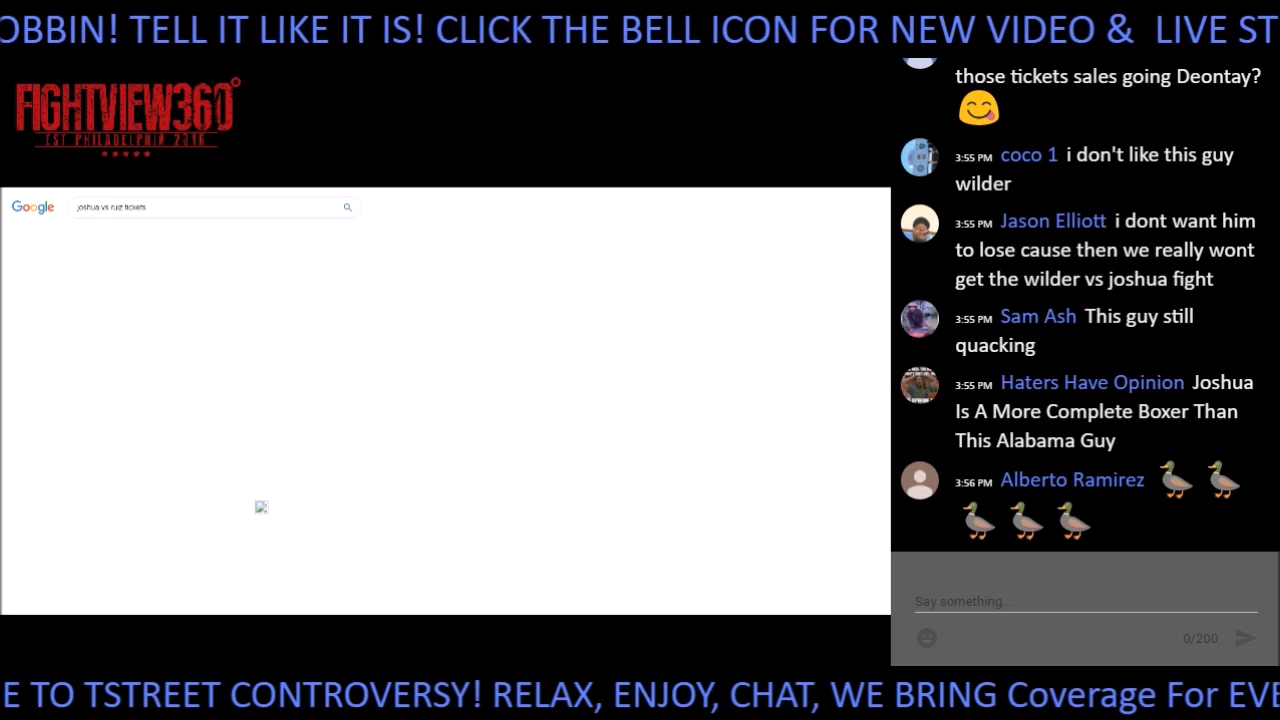 OBBIN! TELL IT LIKE IT IS! CLICK THE BELL ICON FOR NEW VIDEO & LIVE ST
FIGHTVIEW360°
EST PHILADELPHIA 2016
Google
joshua vs ruiz tickets
those tickets sales going Deontay?
3:55 PM coco 1 i don't like this guy
wilder
3:55 PM Jason Elliott i dont want him
to lose cause then we really wont
get the wilder vs joshua fight
3:55 PM Sam Ash This guy still
quacking
3:55 PM Haters Have Opinion Joshua
Is A More Complete Boxer Than
This Alabama Guy
3:56 PM Alberto Ramirez
Say something...
0/200
E TO TSTREET CONTROVERSY! RELAX, ENJOY, CHAT, WE BRING Coverage For EVE